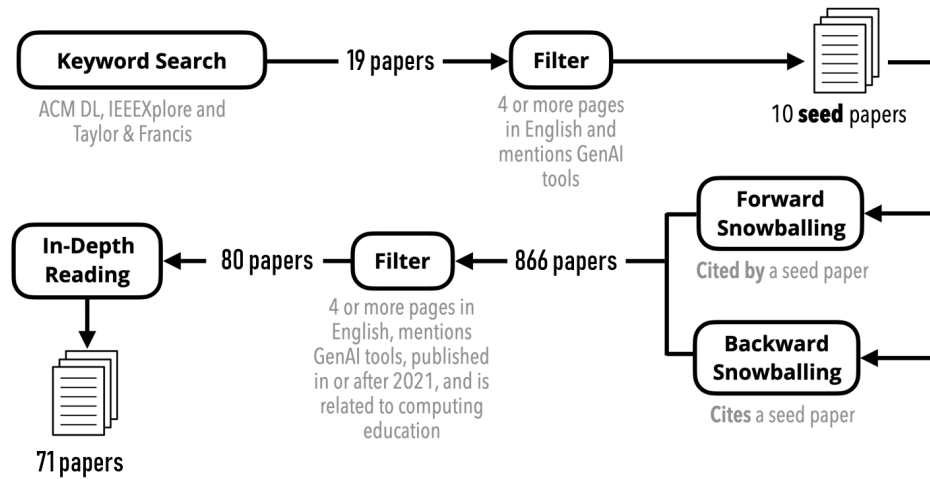 Keyword Search
19 papers
Filter
ACM DL, IEEEXplore and
Taylor & Francis
4 or more pages
in English and
mentions GenAI
tools
10 seed papers
Forward
Snowballing
Cited by a seed paper
Backward
Snowballing
Cites a seed paper
866 papers
Filter
4 or more pages in
English, mentions
GenAI tools, published
in or after 2021, and is
related to computing
education
80 papers
In-Depth
Reading
71 papers